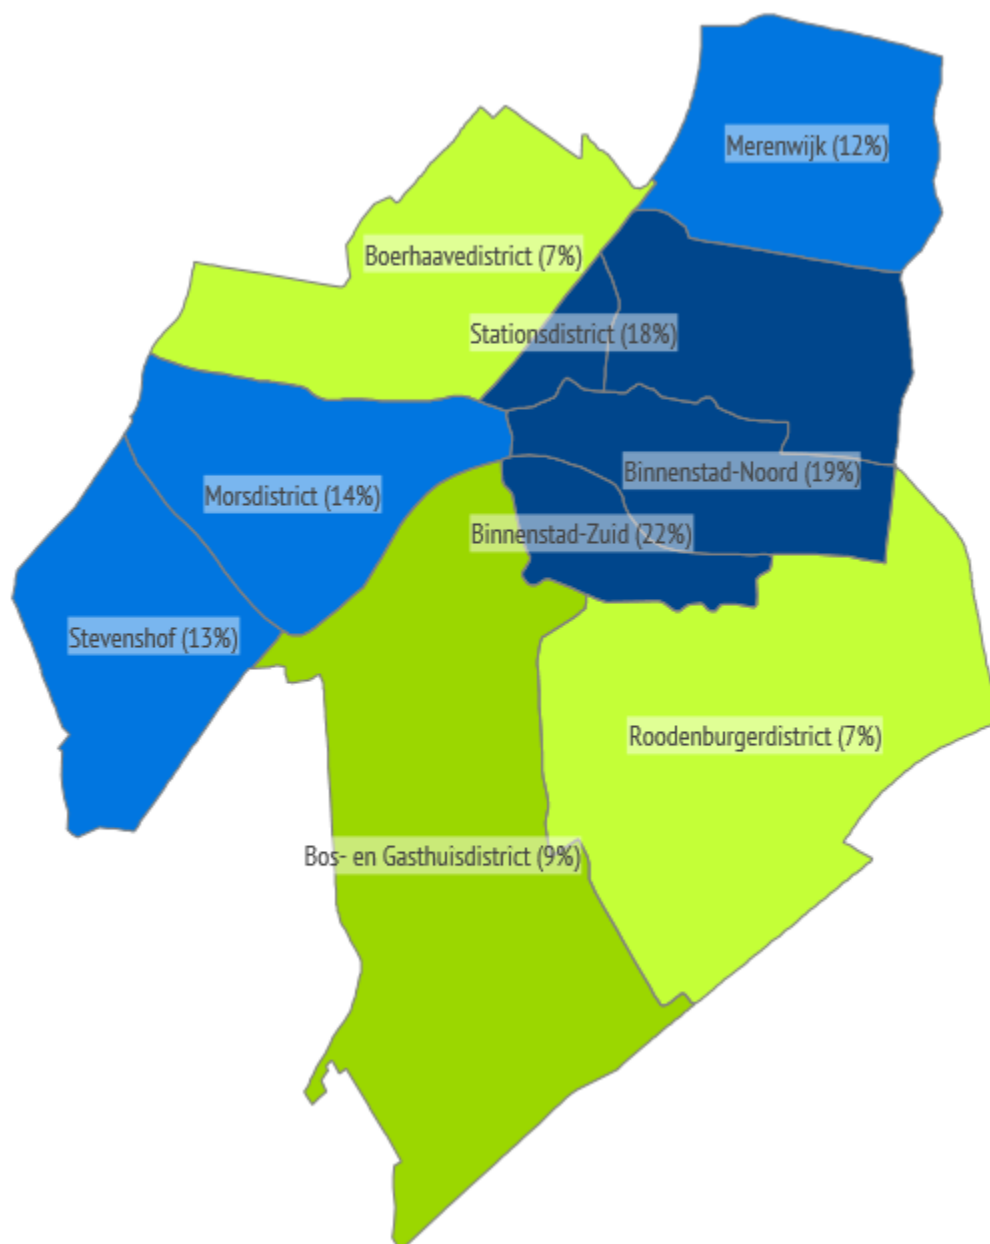 Merenwijk (12%)
Boerhaavedistrict (7%)
Stationsdistrict (18%)
Binnenstad-Noord (19%)
Morsdistrict (14%)
Binnenstad-Zuid (22%)
Stevenshof (13%)
Roodenburgerdistrict (7%)
Bos- en Gasthuisdistrict (9%)